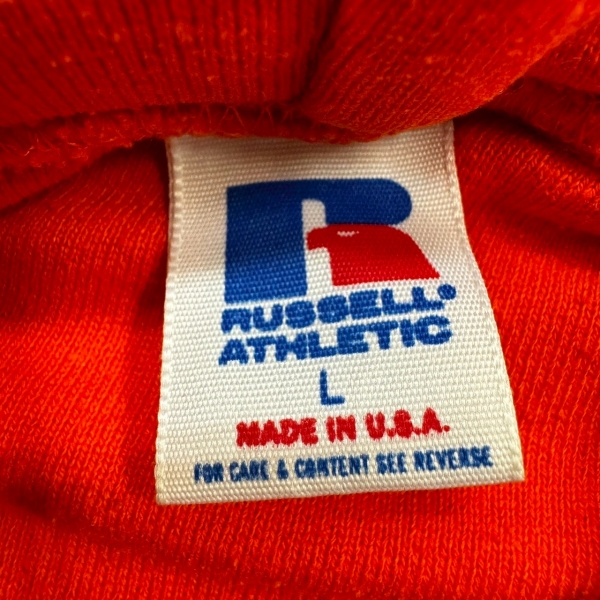 RUSSELL®
ATHLETIC
L
MADE IN U.S.A.
FOR CARE & CONTENT SEE REVERSE